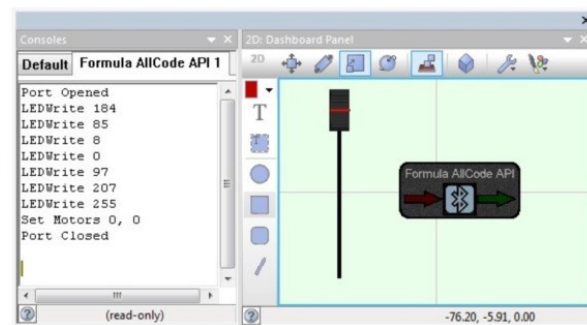 Consoles
Default Formula AllCode API 1
Port Opened
LEDWrite 184
LEDWrite 85
LEDWrite 8
LEDWrite 0
LEDWrite 97
LEDWrite 207
LEDWrite 255
Set Motors 0, 0
Port Closed
(read-only)
2D: Dashboard Panel
2D
T
Formula AllCode API
-76.20, -5.91, 0.00